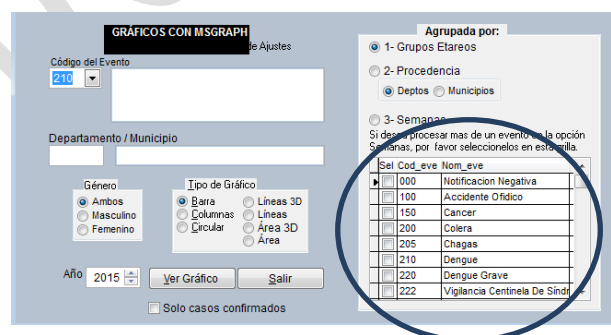 GRÁFICOS CON MSGRAPH
de Ajustes
Código del Evento
210
Departamento / Municipio
Género
Ambos
Masculino
Femenino
Tipo de Gráfico
Barra
Columnas
Circular
Líneas 3D
Líneas
Área 3D
Área
Año 2015
Ver Gráfico
Salir
Solo casos confirmados
Agrupada por:
1- Grupos Etareos
2- Procedencia
Deptos Municipios
3- Semanas
Si desea procesar mas de un evento en la opción
Semanas, por favor seleccionelos en esta grilla.
Sel Cod_eve Nom_eve
000 Notificacion Negativa
100 Accidente Ofidico
150 Cancer
200 Colera
205 Chagas
210 Dengue
220 Dengue Grave
222 Vigilancia Centinela De Síndr